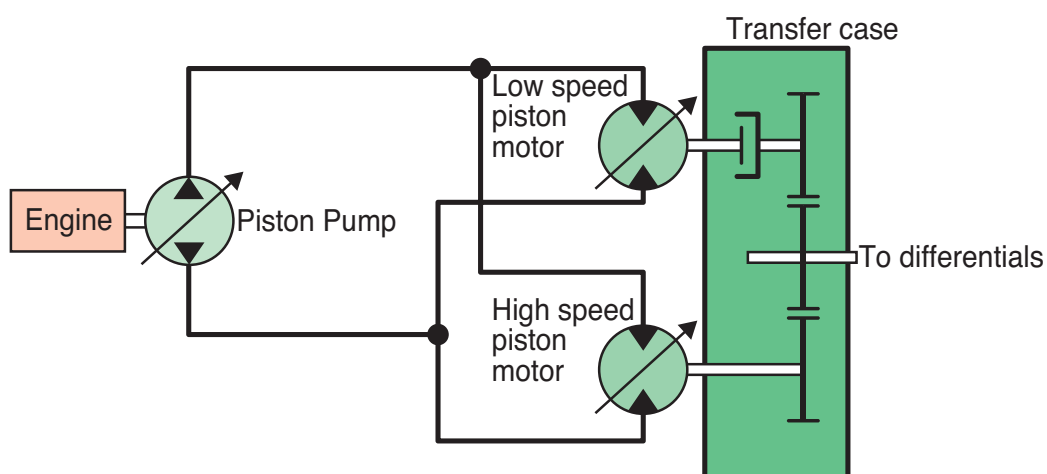 Transfer case
Low speed
piston
motor
Engine
Piston Pump
To differentials
High speed
piston
motor